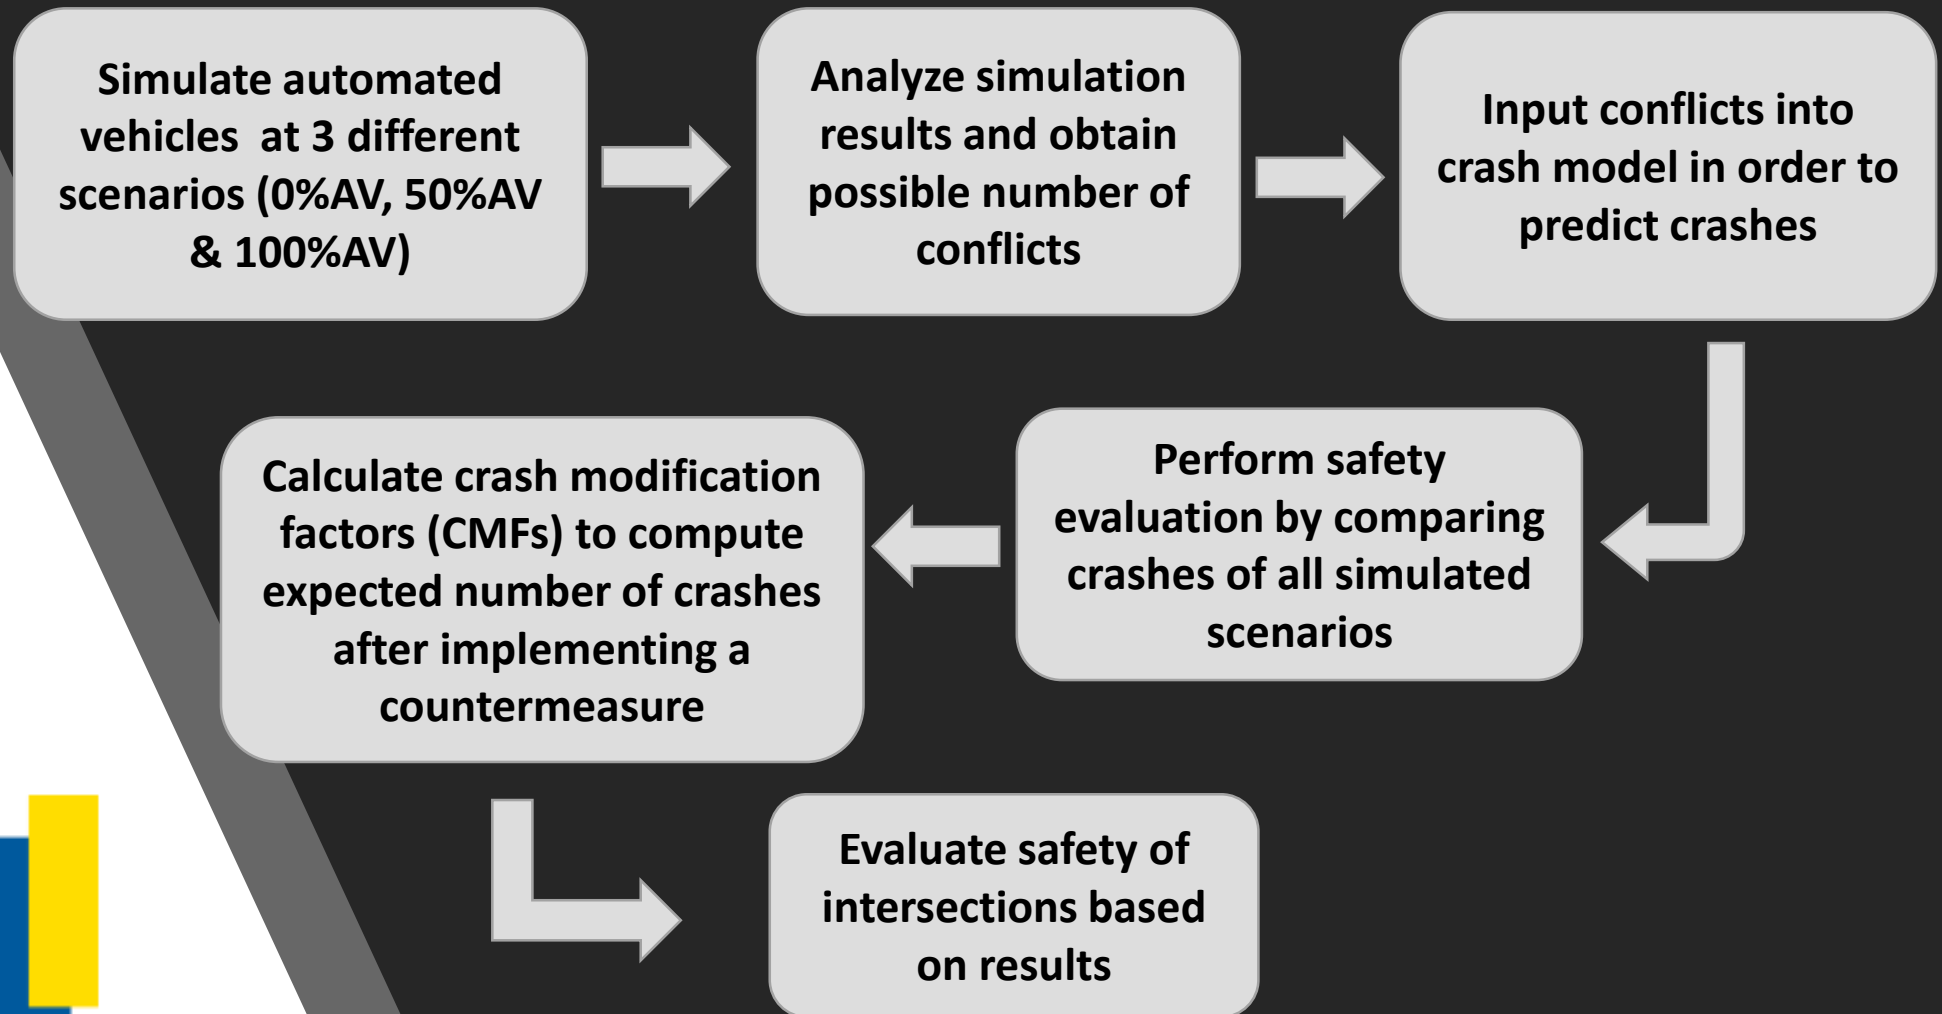 Simulate automated
vehicles  at 3 different
scenarios (0%AV, 50%AV
& 100%AV)
Analyze simulation
results and obtain
possible number of
conflicts
Input conflicts into
crash model in order to
predict crashes
Perform safety
evaluation by comparing
crashes of all simulated
scenarios
Calculate crash modification
factors (CMFs) to compute
expected number of crashes
after implementing a
countermeasure
Evaluate safety of
intersections based
on results